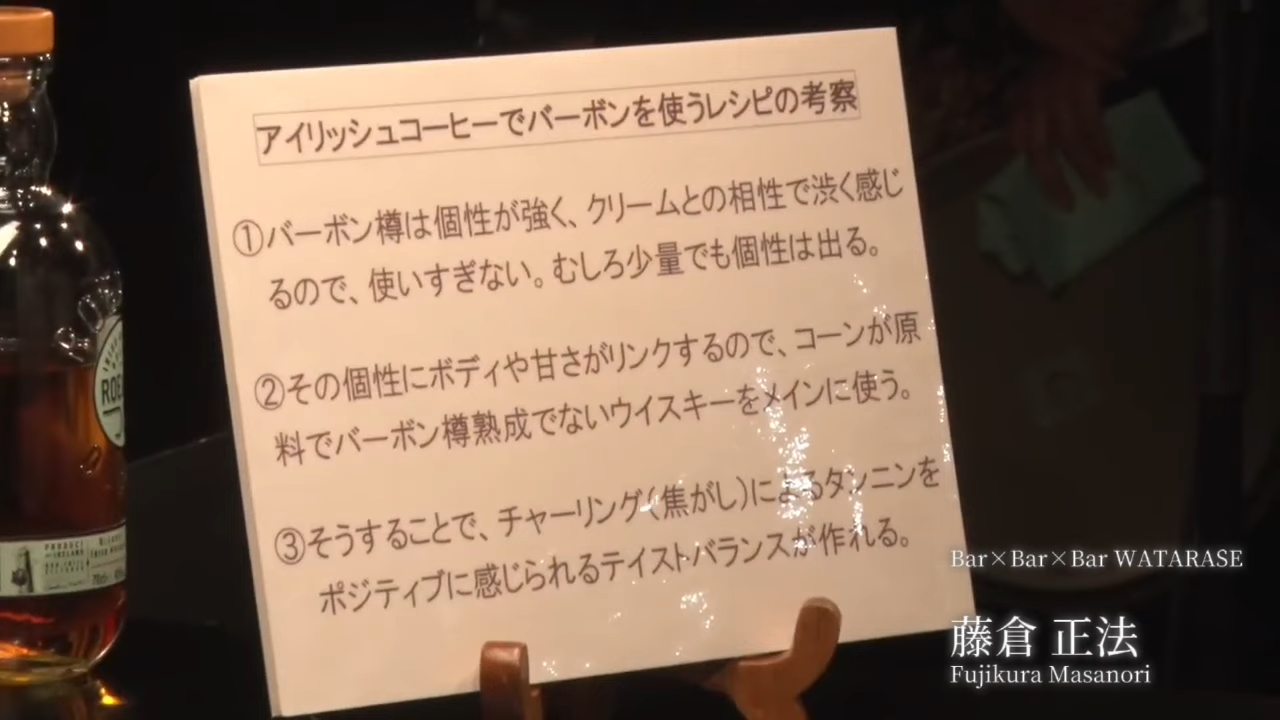 アイリッシュコーヒーでバーボンを使うレシピの考察
①バーボン樽は個性が強く、クリームとの相性で渋く感じ
るので、使いすぎない。むしろ少量でも個性は出る。
②その個性にボディや甘さがリンクするので、コーンが原
料でバーボン樽熟成でないウイスキーをメインに使う。
③そうすることで、チャーリング(焦がし)によるタンニンを
ポジティブに感じられるテイストバランスが作れる。
ROE
PRODUCE
Bar×Bar×Bar WATARASE
藤倉 正法
Fujikura Masanori